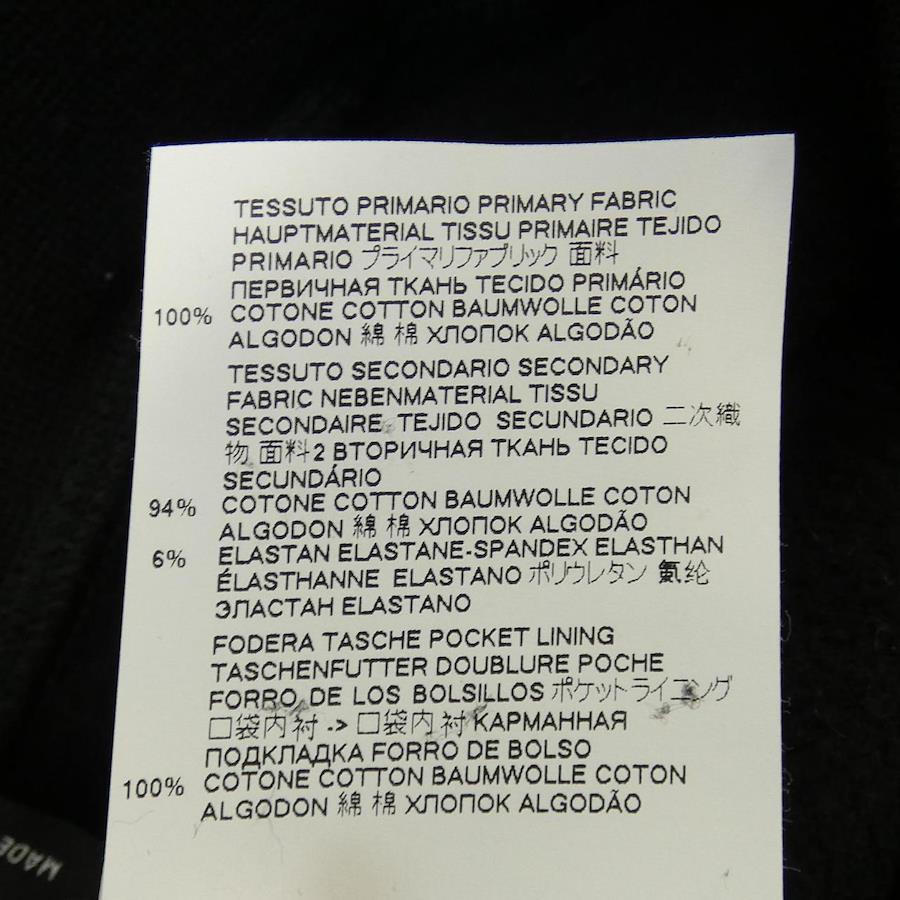 TESSUTO PRIMARIO PRIMARY FABRIC
HAUPTMATERIAL TISSU PRIMAIRE TEJIDO
PRIMARIO プライマリファブリック 面料
ПЕРВИЧНАЯ ТКАНЬ TECIDO PRIMÁRIO
100% COTONE COTTON BAUMWOLLE COTON
ALGODON 綿 棉 ХЛОПОК ALGODÃO
TESSUTO SECONDARIO SECONDARY
FABRIC NEBENMATERIAL TISSU
SECONDAIRE TEJIDO SECUNDARIO 二次織
物 面料2 ВТОРИЧНАЯ ТКАНЬ TECIDO
SECUNDÁRIO
94% COTONE COTTON BAUMWOLLE COTON
ALGODON 綿 棉 ХЛОПОК ALGODÃO
6% ELASTAN ELASTANE-SPANDEX ELASTHAN
ÉLASTHANNE ELASTANO ポリウレタン 氨纶
ЭЛАСТАН ELASTANO
FODERA TASCHE POCKET LINING
TASCHENFUTTER DOUBLURE POCHE
FORRO DE LOS BOLSILLOS ポケットライニング
口袋内衬 -> 口袋内衬 КАРМАННАЯ
ПОДКЛАДКА FORRO DE BOLSO
100% COTONE COTTON BAUMWOLLE COTON
ALGODON 綿 棉 ХЛОПОК ALGODÃO
MADE